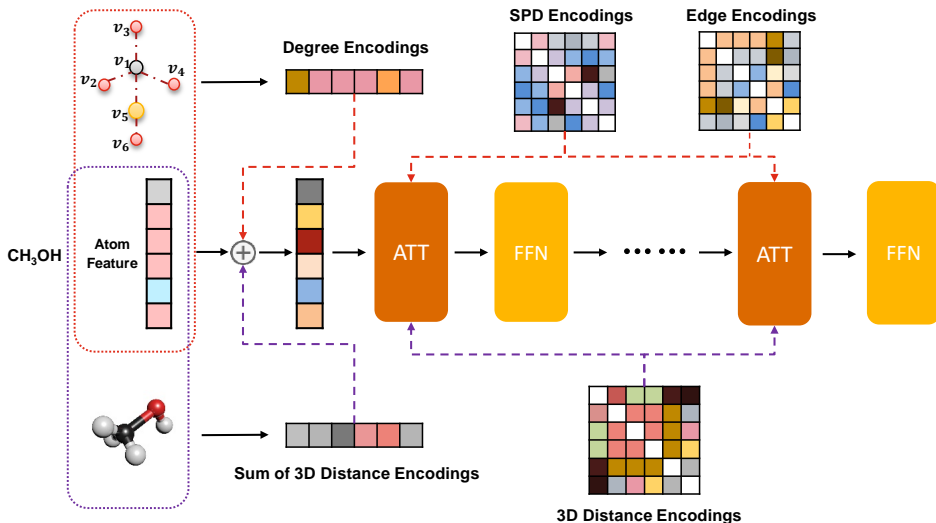 SPD Encodings
Edge Encodings
Degree Encodings
v₃
v₁
v₂
v₄
v₅
v₆
CH₃OH
Atom
Feature
+
ATT
FFN
......
ATT
FFN
Sum of 3D Distance Encodings
3D Distance Encodings